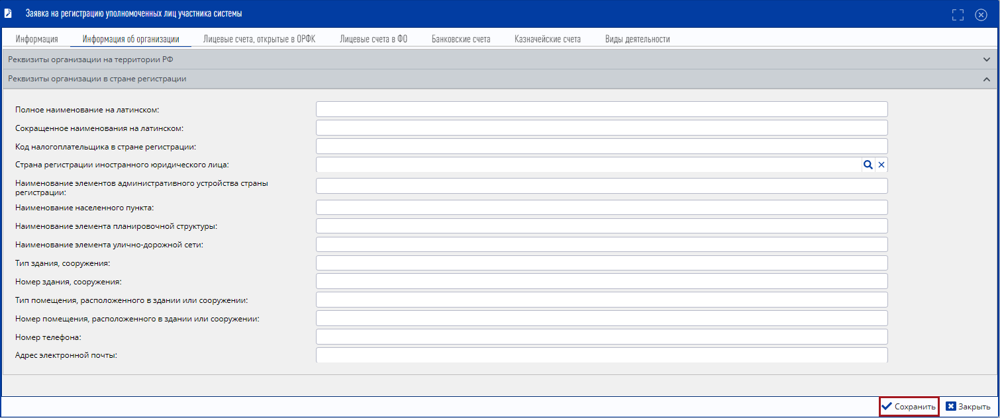 Заявка на регистрацию уполномоченных лиц участника системы
Информация Информация об организации Лицевые счета, открытые в ОРФК Лицевые счета в ФО Банковские счета Казначейские счета Виды деятельности
Реквизиты организации на территории РФ
Реквизиты организации в стране регистрации
Полное наименование на латинском:
Сокращенное наименования на латинском:
Код налогоплательщика в стране регистрации:
Страна регистрации иностранного юридического лица:
Наименование элементов административного устройства страны
регистрации:
Наименование населенного пункта:
Наименование элемента планировочной структуры:
Наименование элемента улично-дорожной сети:
Тип здания, сооружения:
Номер здания, сооружения:
Тип помещения, расположенного в здании или сооружении:
Номер помещения, расположенного в здании или сооружении:
Номер телефона:
Адрес электронной почты:
Сохранить Закрыть